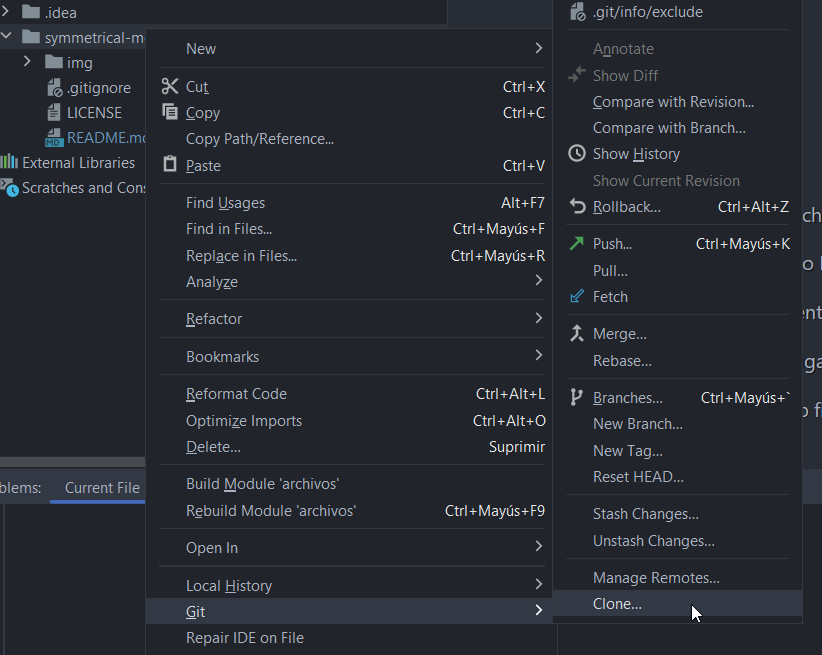 .idea
symmetrical-m
img
.gitignore
LICENSE
README.m
External Libraries
Scratches and Con
blems: Current File
New
Cut Ctrl+X
Copy Ctrl+C
Copy Path/Reference...
Paste Ctrl+V
Find Usages Alt+F7
Find in Files... Ctrl+Mayús+F
Replace in Files... Ctrl+Mayús+R
Analyze
Refactor
Bookmarks
Reformat Code Ctrl+Alt+L
Optimize Imports Ctrl+Alt+O
Delete... Suprimir
Build Module 'archivos'
Rebuild Module 'archivos' Ctrl+Mayús+F9
Open In
Local History
Git
Repair IDE on File
.git/info/exclude
Annotate
Show Diff
Compare with Revision...
Compare with Branch...
Show History
Show Current Revision
Rollback... Ctrl+Alt+Z
Push... Ctrl+Mayús+K
Pull...
Fetch
Merge...
Rebase...
Branches... Ctrl+Mayús+`
New Branch...
New Tag...
Reset HEAD...
Stash Changes...
Unstash Changes...
Manage Remotes...
Clone...